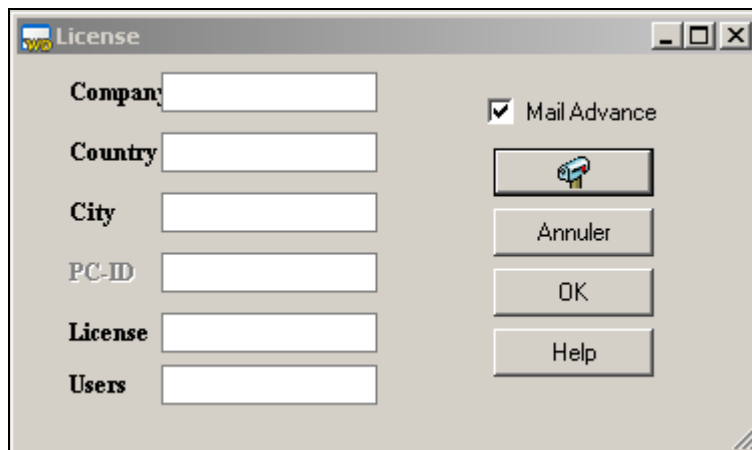 License
Company
Mail Advance
Country
City
Annuler
PC-ID
OK
License
Help
Users